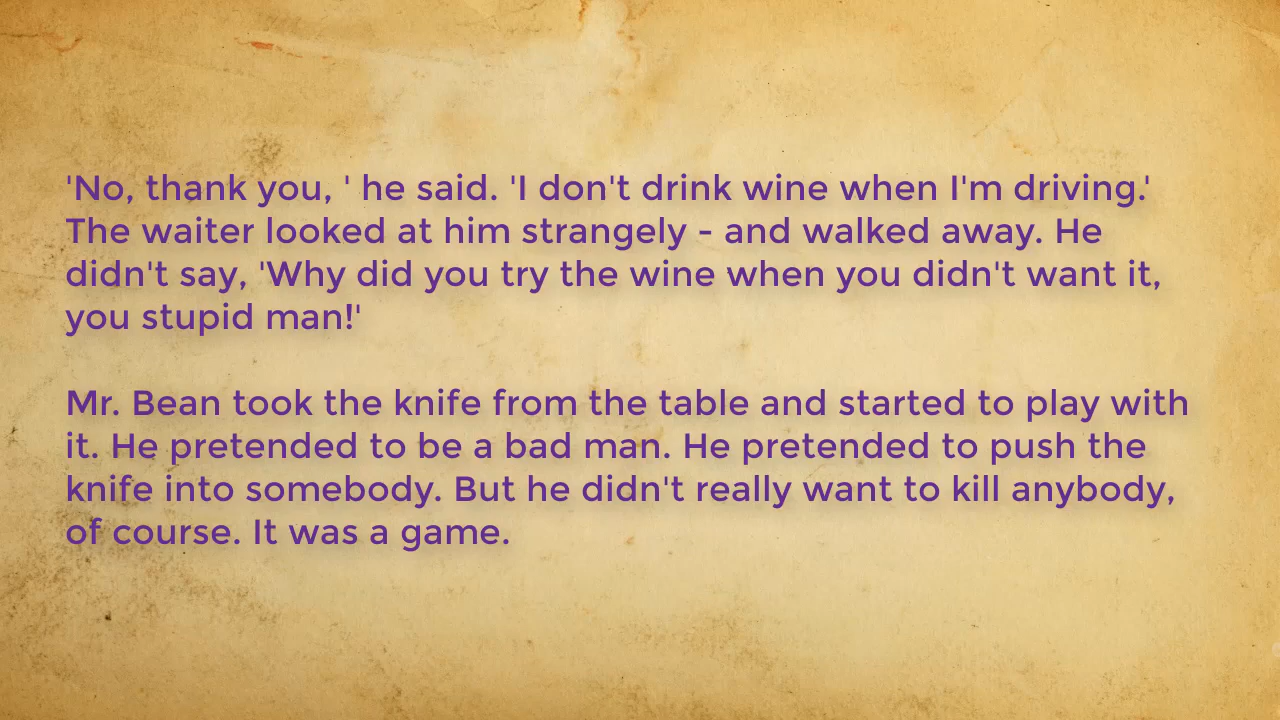 'No, thank you, ' he said. 'I don't drink wine when I'm driving.'
The waiter looked at him strangely - and walked away. He
didn't say, 'Why did you try the wine when you didn't want it,
you stupid man!'
Mr. Bean took the knife from the table and started to play with
it. He pretended to be a bad man. He pretended to push the
knife into somebody. But he didn't really want to kill anybody,
of course. It was a game.